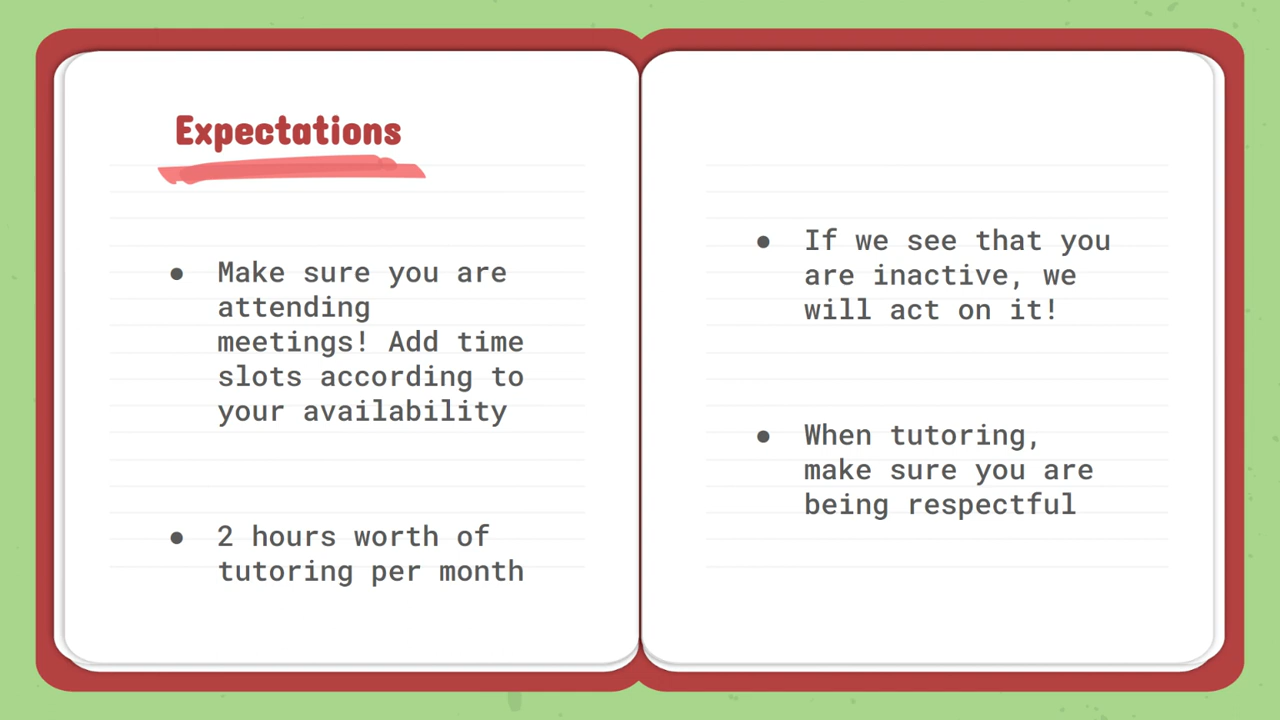 Expectations
● Make sure you are
attending
meetings! Add time
slots according to
your availability
● 2 hours worth of
tutoring per month
● If we see that you
are inactive, we
will act on it!
● When tutoring,
make sure you are
being respectful